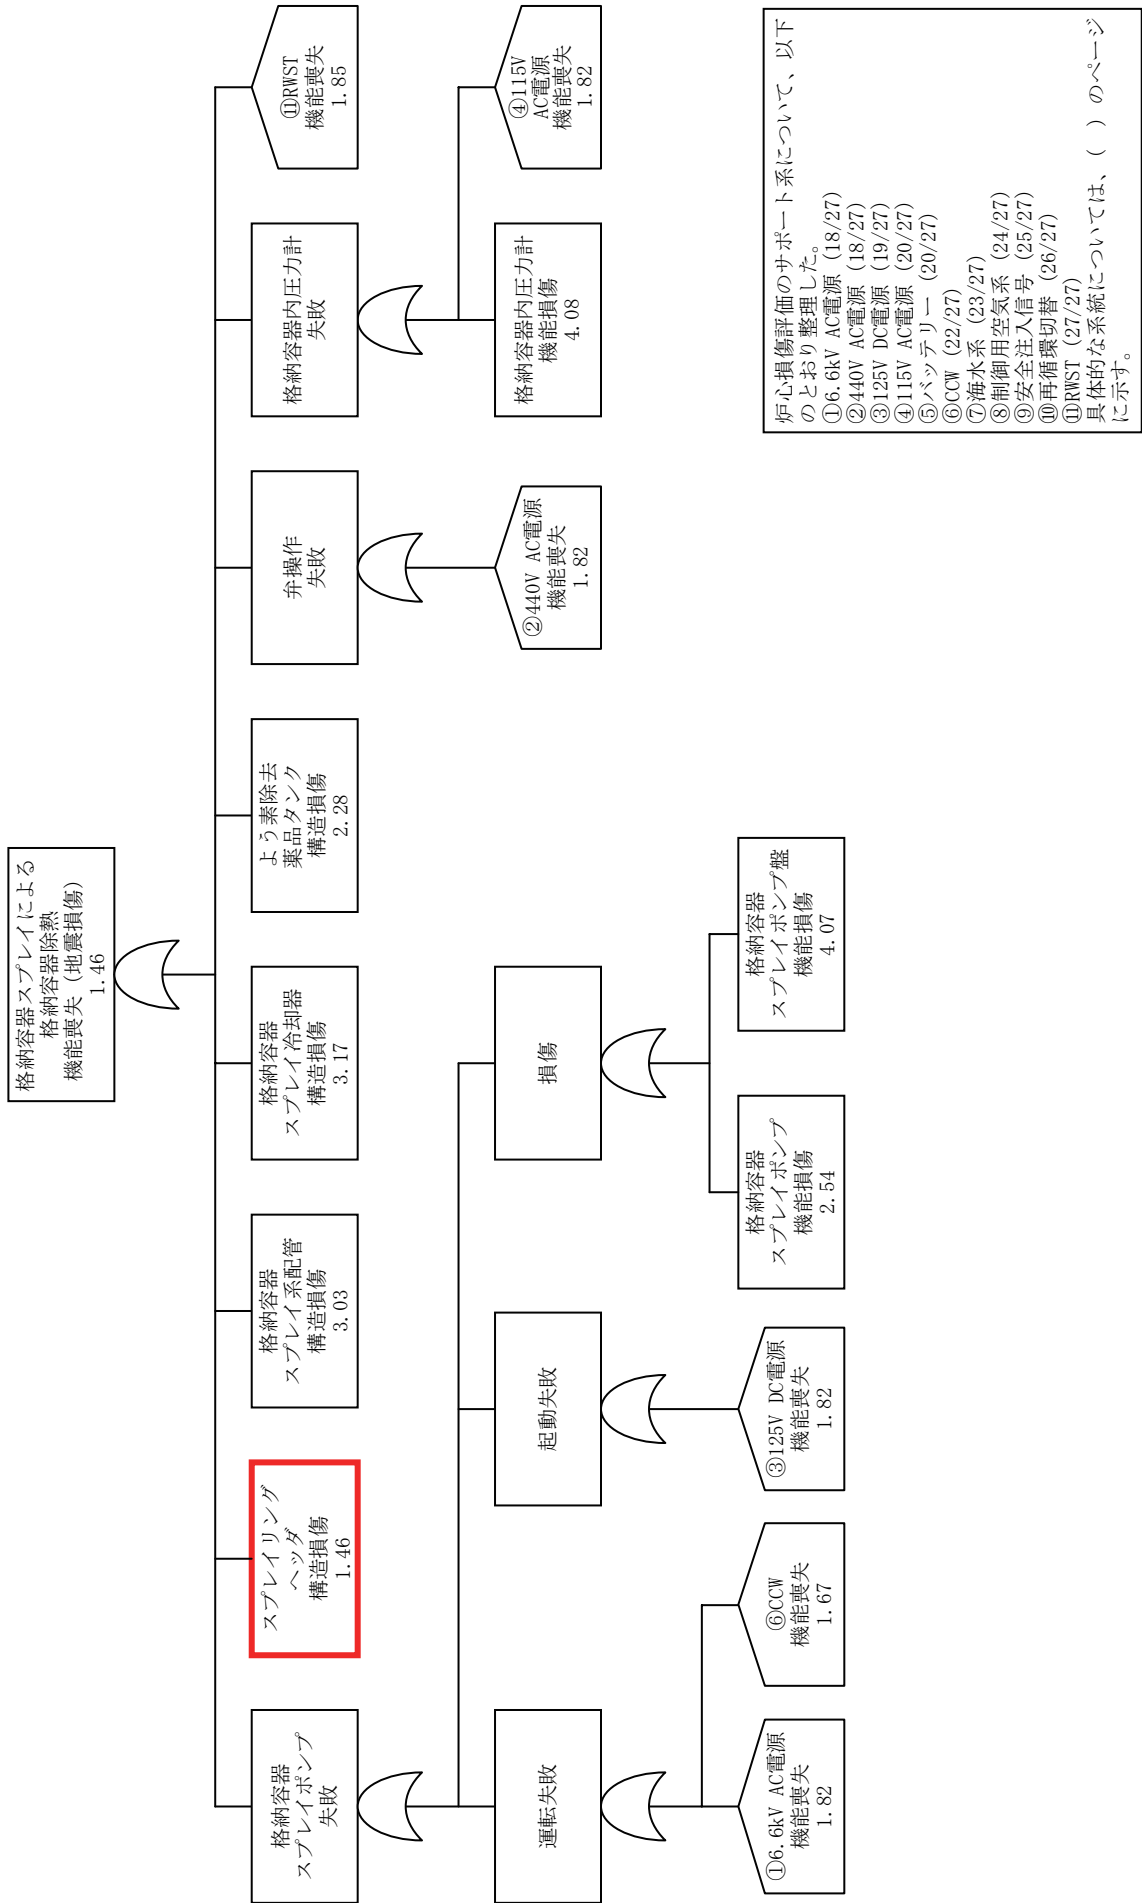 格納容器スプレイによる
格納容器除熱
機能喪失（地震損傷）
1.46
格納容器
スプレイポンプ
失敗
スプレイリング
ヘッダ
構造損傷
1.46
格納容器
スプレイ系配管
構造損傷
3.03
格納容器
スプレイ冷却器
構造損傷
3.17
よう素除去
薬品タンク
構造損傷
2.28
弁操作
失敗
格納容器内圧力計
失敗
⑪RWST
機能喪失
1.85
運転失敗
起動失敗
損傷
②440V AC電源
機能喪失
1.82
格納容器内圧力計
機能損傷
4.08
④115V
AC電源
機能喪失
1.82
①6.6kV AC電源
機能喪失
1.82
⑥CCW
機能喪失
1.67
③125V DC電源
機能喪失
1.82
格納容器
スプレイポンプ
機能損傷
2.54
格納容器
スプレイポンプ盤
機能損傷
4.07
炉心損傷評価のサポート系について、以下
のとおり整理した。
①6.6kV AC電源（18/27）
②440V AC電源（18/27）
③125V DC電源（19/27）
④115V AC電源（20/27）
⑤バッテリー（20/27）
⑥CCW（22/27）
⑦海水系（23/27）
⑧制御用空気系（24/27）
⑨安全注入信号（25/27）
⑩再循環切替（26/27）
⑪RWST（27/27）
具体的な系統については、（ ）のページ
に示す。